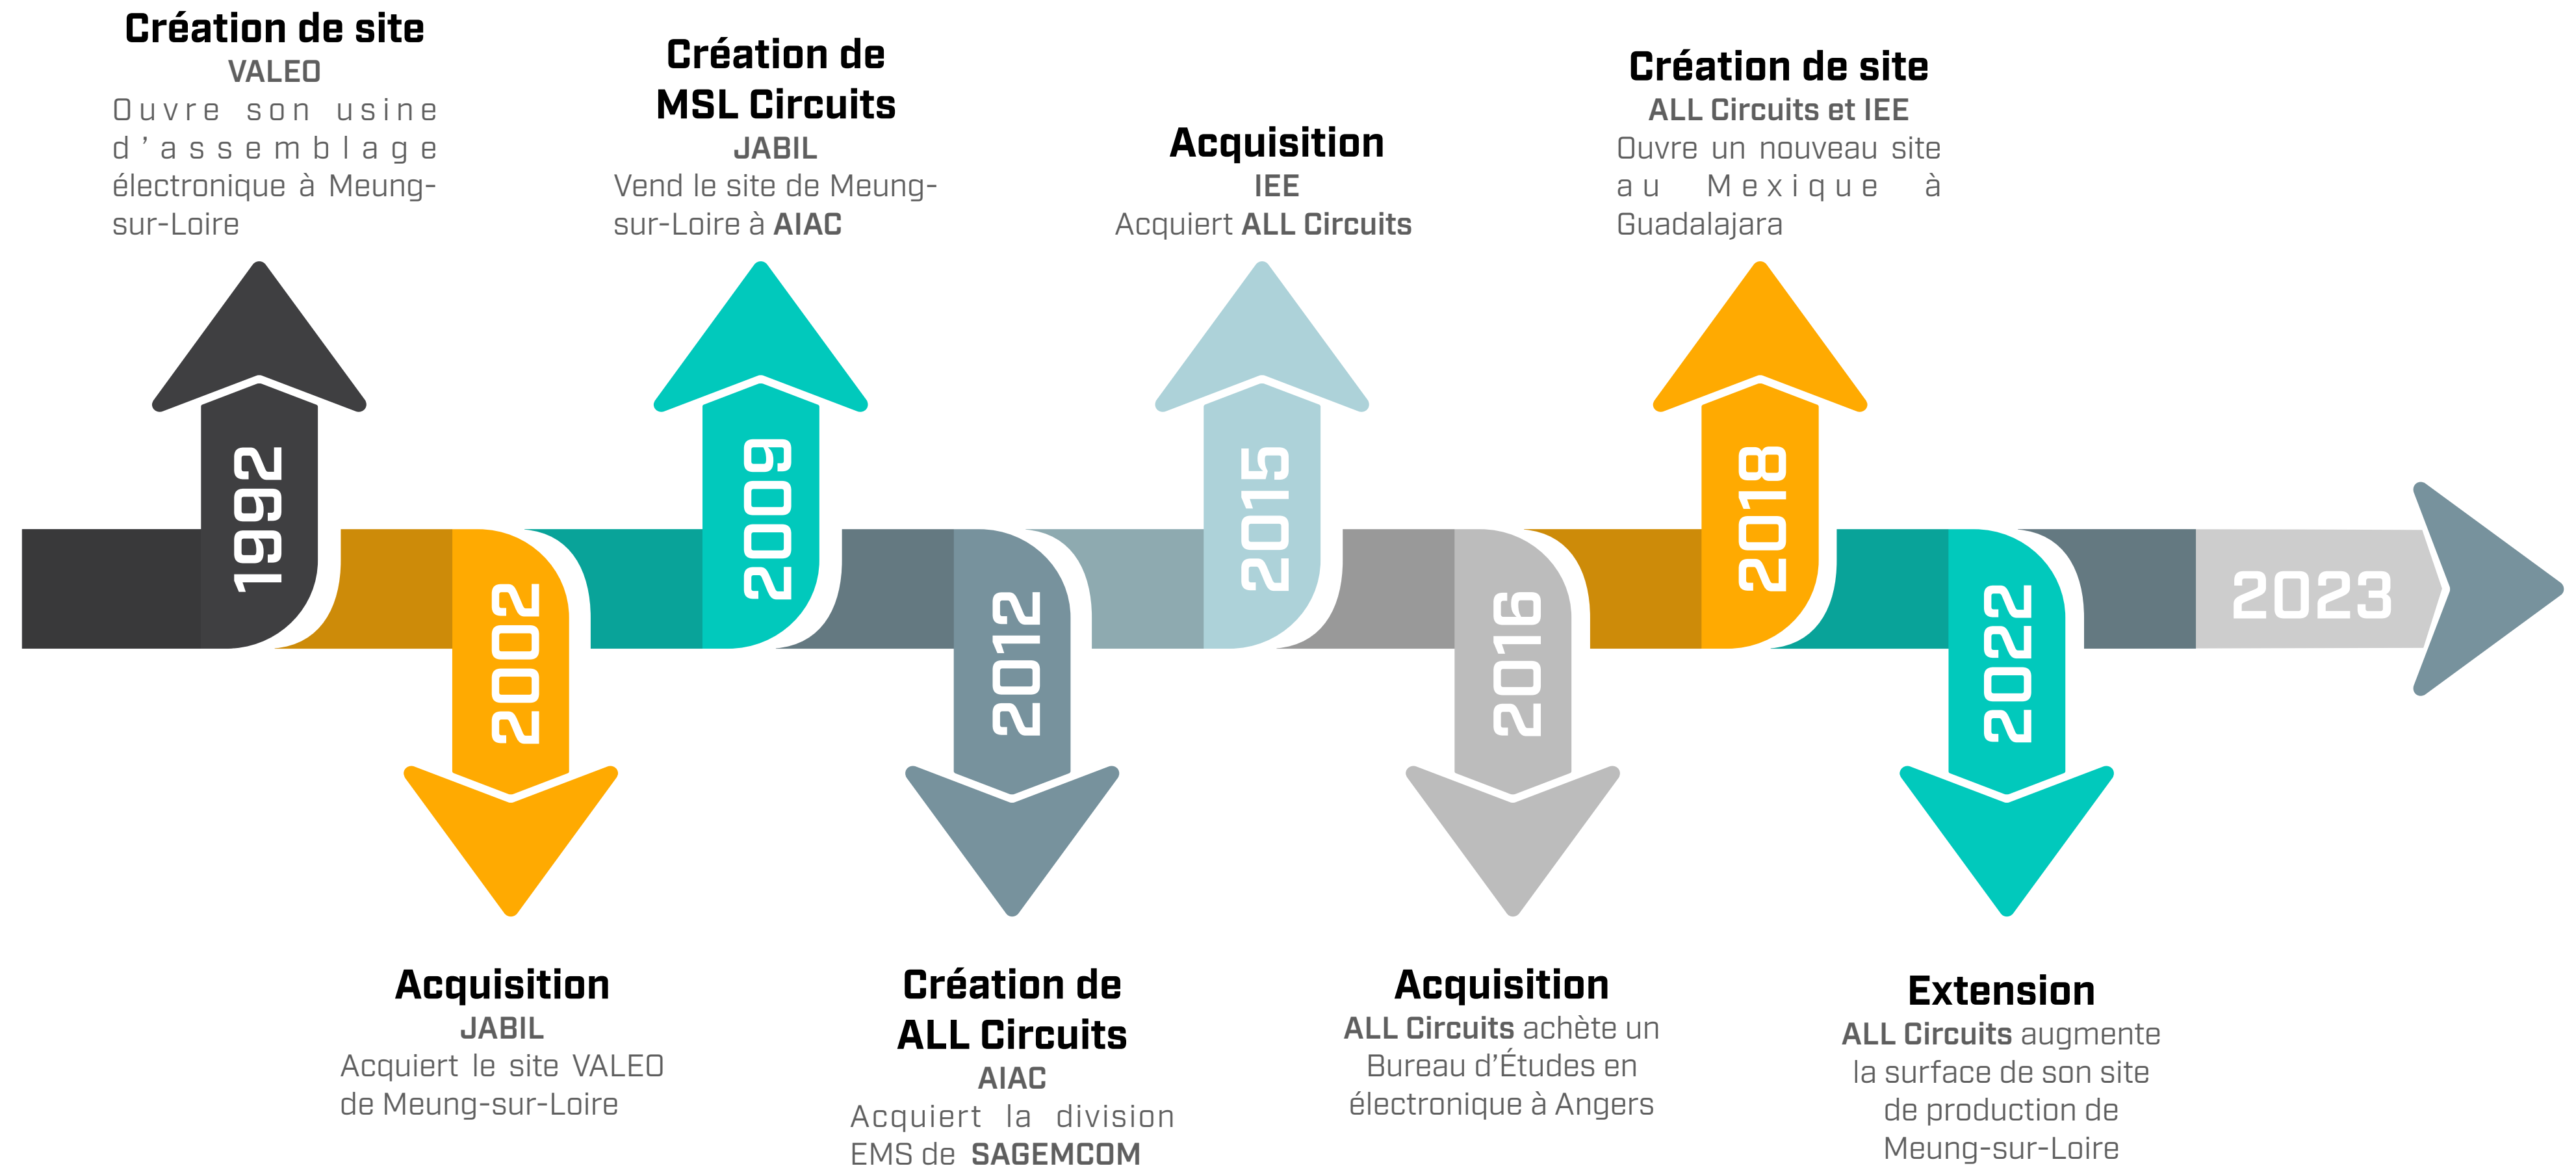 Création de site
VALEO
Ouvre son usine
d’assemblage
électronique à Meung-
sur-Loire
1992
Acquisition
JABIL
Acquiert le site VALEO
de Meung-sur-Loire
2002
Création de
MSL Circuits
JABIL
Vend le site de Meung-
sur-Loire à AIAC
2009
Création de
ALL Circuits
AIAC
Acquiert la division
EMS de SAGEMCOM
2012
Acquisition
IEE
Acquiert ALL Circuits
2015
Acquisition
ALL Circuits achète un
Bureau d’Études en
électronique à Angers
2016
Création de site
ALL Circuits et IEE
Ouvre un nouveau site
au Mexique à
Guadalajara
2018
Extension
ALL Circuits augmente
la surface de son site
de production de
Meung-sur-Loire
2022
2023